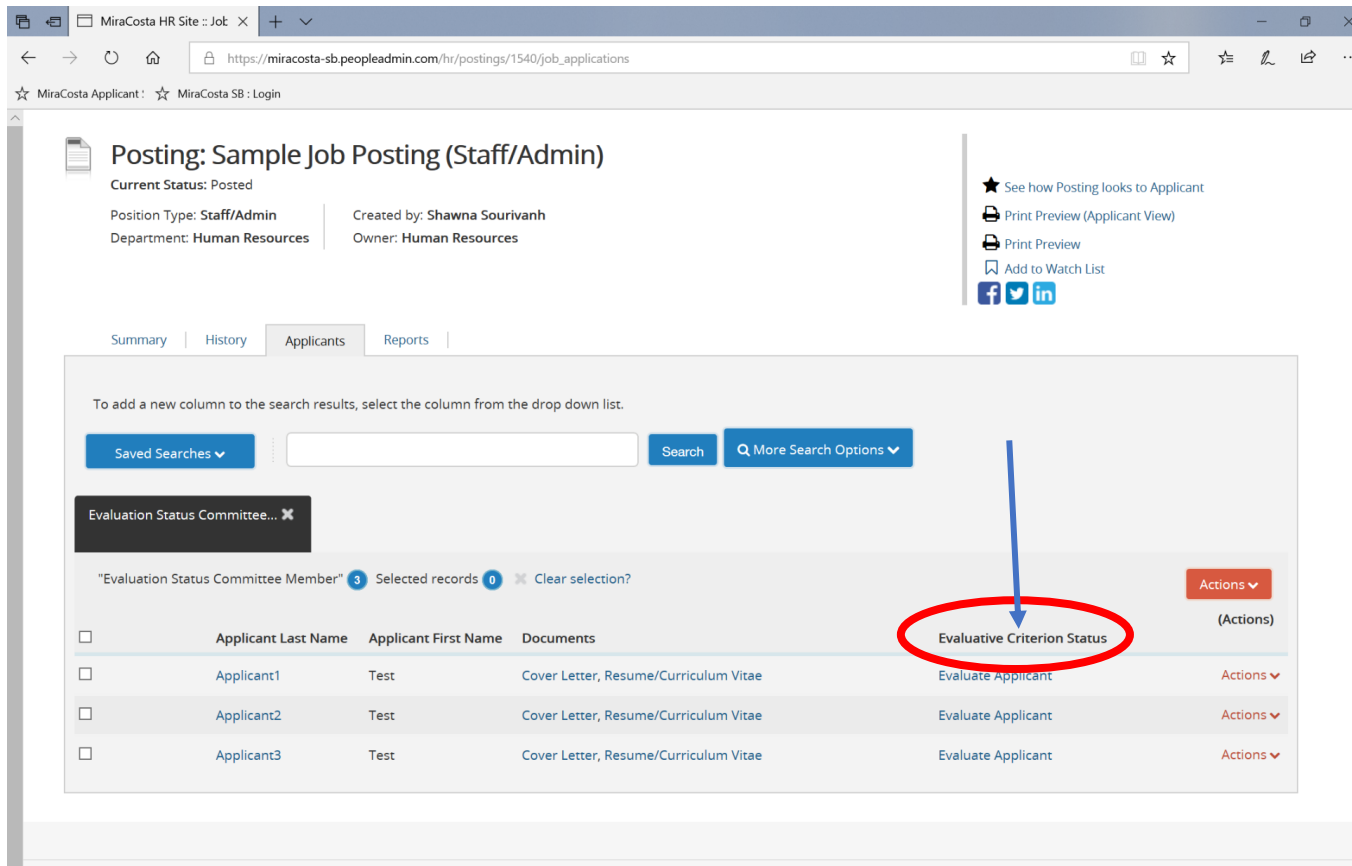 MiraCosta HR Site :: Job
https://miracosta-sb.peopleadmin.com/hr/postings/1540/job_applications
MiraCosta Applicant S MiraCosta SB : Login
Posting: Sample Job Posting (Staff/Admin)
Current Status: Posted
Position Type: Staff/Admin Created by: Shawna Sourivanh
Department: Human Resources Owner: Human Resources
See how Posting looks to Applicant
Print Preview (Applicant View)
Print Preview
Add to Watch List
Summary History Applicants Reports
To add a new column to the search results, select the column from the drop down list.
Saved Searches Search More Search Options
Evaluation Status Committee...
"Evaluation Status Committee Member" 3 Selected records 0 Clear selection?
Actions
(Actions)
Applicant Last Name Applicant First Name Documents Evaluative Criterion Status
Applicant1 Test Cover Letter, Resume/Curriculum Vitae Evaluate Applicant Actions
Applicant2 Test Cover Letter, Resume/Curriculum Vitae Evaluate Applicant Actions
Applicant3 Test Cover Letter, Resume/Curriculum Vitae Evaluate Applicant Actions